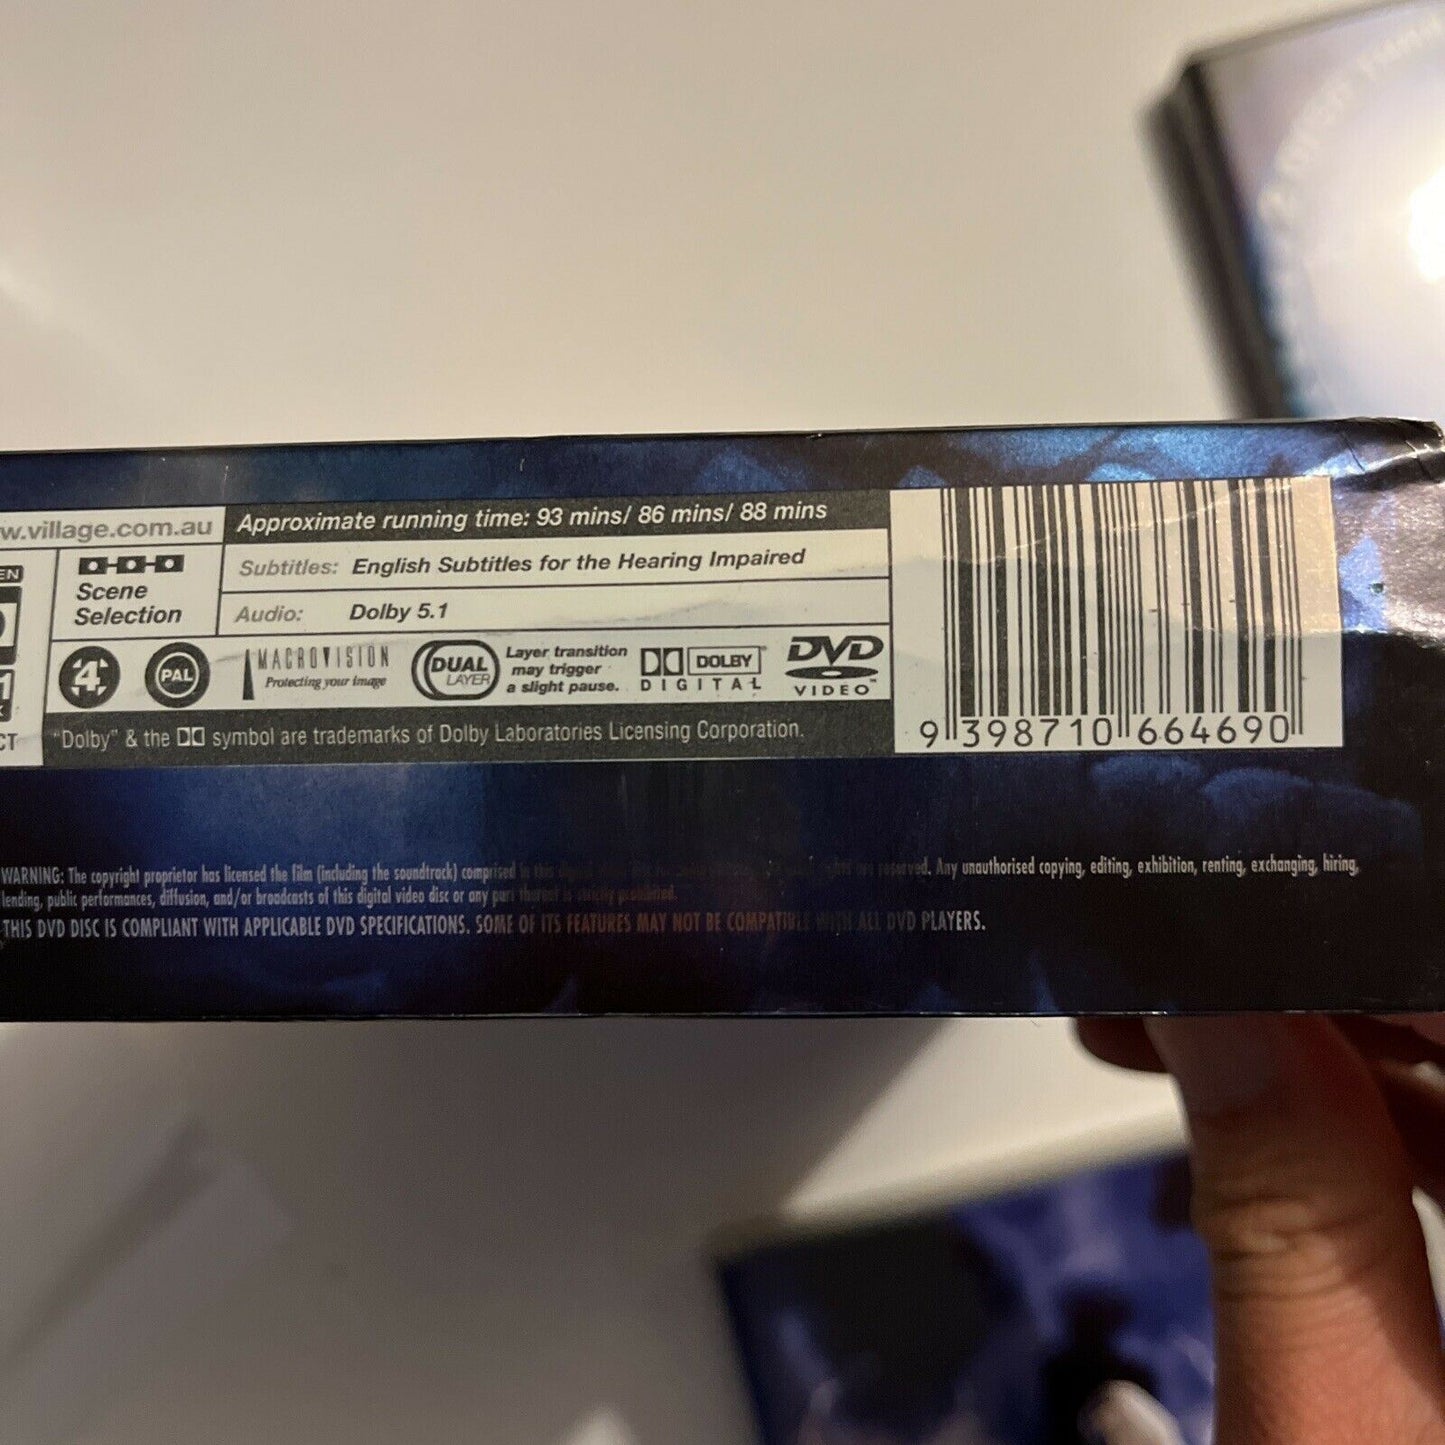 w.village.com.au
Approximate running time: 93 mins/ 86 mins/ 88 mins
EN
Scene
Selection
Subtitles: English Subtitles for the Hearing Impaired
Audio: Dolby 5.1
4
PAL
MACROVISION
Protecting your image
DUAL
LAYER
Layer transition
may trigger
a slight pause.
DOLBY
DIGITAL
DVD
VIDEO™
CT
"Dolby" & the symbol are trademarks of Dolby Laboratories Licensing Corporation.
9 398710 664690
WARNING: The copyright proprietor has licensed the film (including the soundtrack) comprised in this reserved. Any unauthorised copying, editing, exhibition, renting, exchanging, hiring,
lending, public performances, diffusion, and/or broadcasts of this digital video disc or any part thereof is strictly prohibited.
THIS DVD DISC IS COMPLIANT WITH APPLICABLE DVD SPECIFICATIONS. SOME OF ITS FEATURES MAY NOT BE COMPATIBLE WITH ALL DVD PLAYERS.